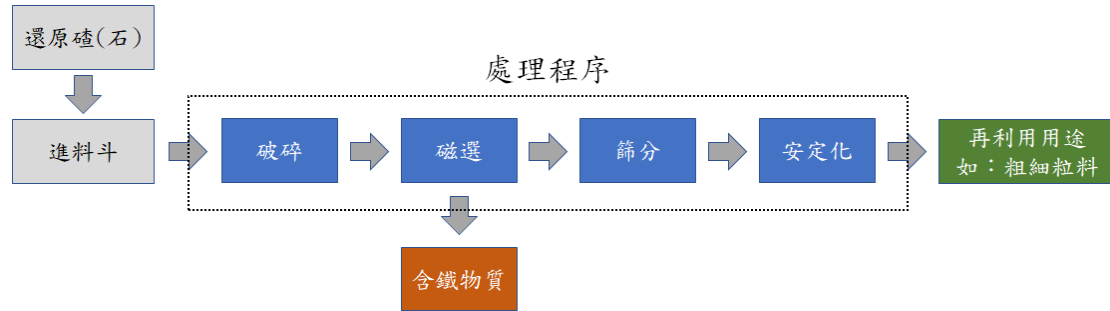 還原碴(石)
處理程序
進料斗
破碎
磁選
篩分
安定化
再利用用途
如：粗細粒料
含鐵物質